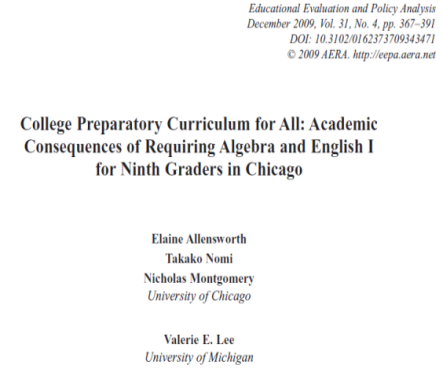 Educational Evaluation and Policy Analysis
December 2009, Vol. 31, No. 4, pp. 367–391
DOI: 10.3102/0162373709343471
© 2009 AERA. http://eepa.aera.net
College Preparatory Curriculum for All: Academic
Consequences of Requiring Algebra and English I
for Ninth Graders in Chicago
Elaine Allensworth
Takako Nomi
Nicholas Montgomery
University of Chicago
Valerie E. Lee
University of Michigan